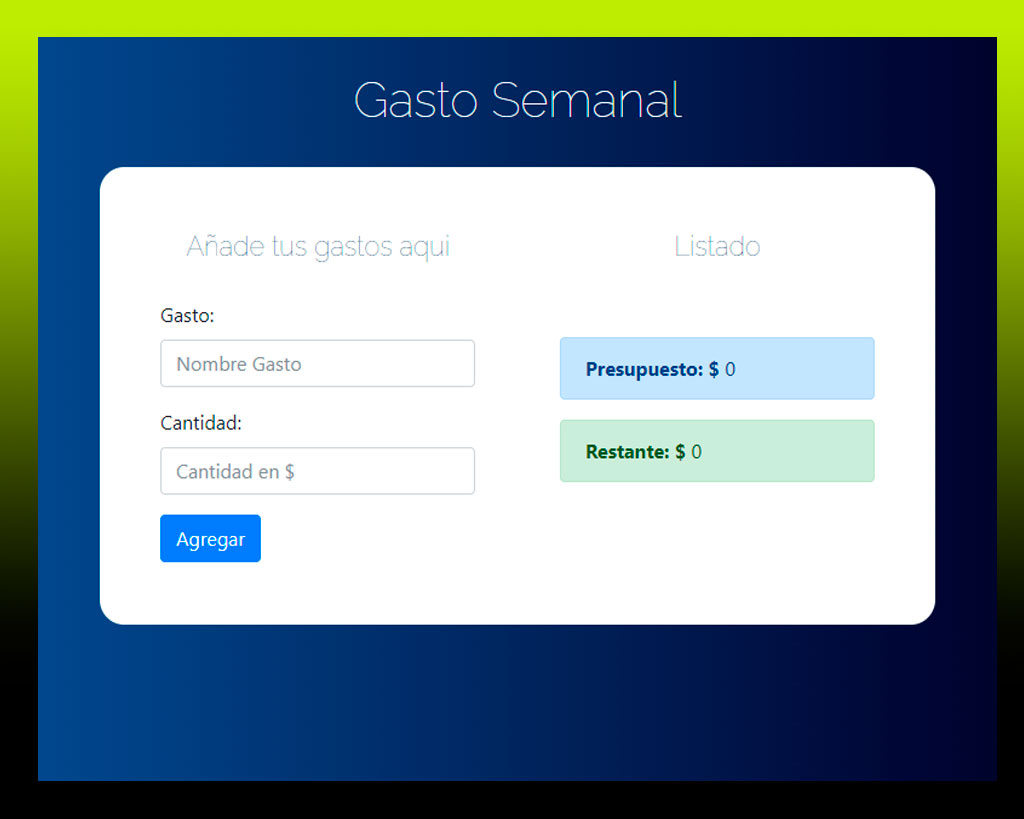 Gasto Semanal
Añade tus gastos aqui
Gasto:
Nombre Gasto
Cantidad:
Cantidad en $
Agregar
Listado
Presupuesto: $ 0
Restante: $ 0